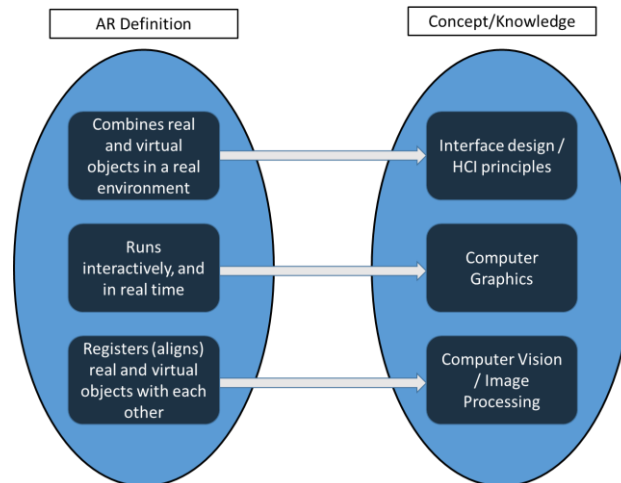 AR Definition
Concept/Knowledge
Combines real
and virtual
objects in a real
environment
Interface design /
HCI principles
Runs
interactively, and
in real time
Computer
Graphics
Registers (aligns)
real and virtual
objects with each
other
Computer Vision
/ Image
Processing